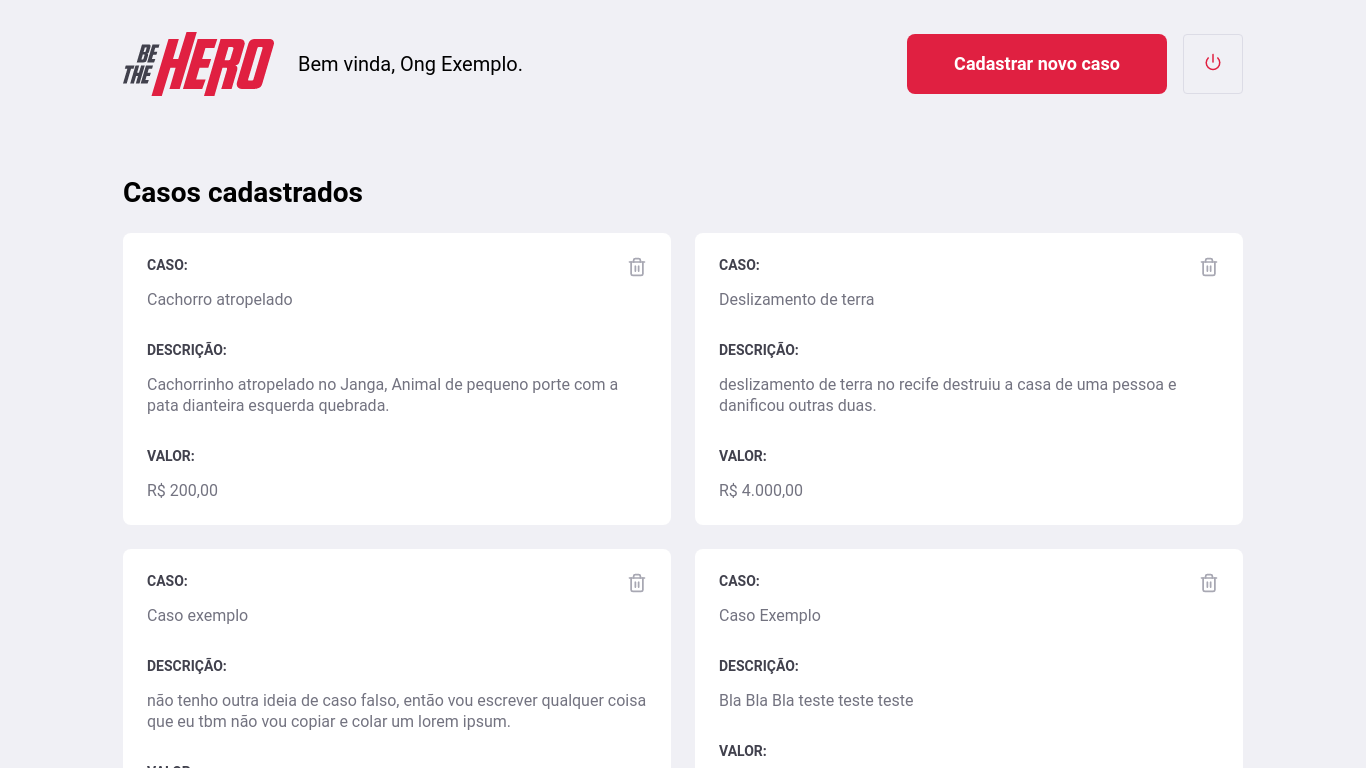 BE THE HERO
Bem vinda, Ong Exemplo.
Cadastrar novo caso
Casos cadastrados
CASO:
Cachorro atropelado
DESCRIÇÃO:
Cachorrinho atropelado no Janga, Animal de pequeno porte com a
pata dianteira esquerda quebrada.
VALOR:
R$ 200,00
CASO:
Deslizamento de terra
DESCRIÇÃO:
deslizamento de terra no recife destruiu a casa de uma pessoa e
danificou outras duas.
VALOR:
R$ 4.000,00
CASO:
Caso exemplo
DESCRIÇÃO:
não tenho outra ideia de caso falso, então vou escrever qualquer coisa
que eu tbm não vou copiar e colar um lorem ipsum.
VALOR:
CASO:
Caso Exemplo
DESCRIÇÃO:
Bla Bla Bla teste teste teste
VALOR: